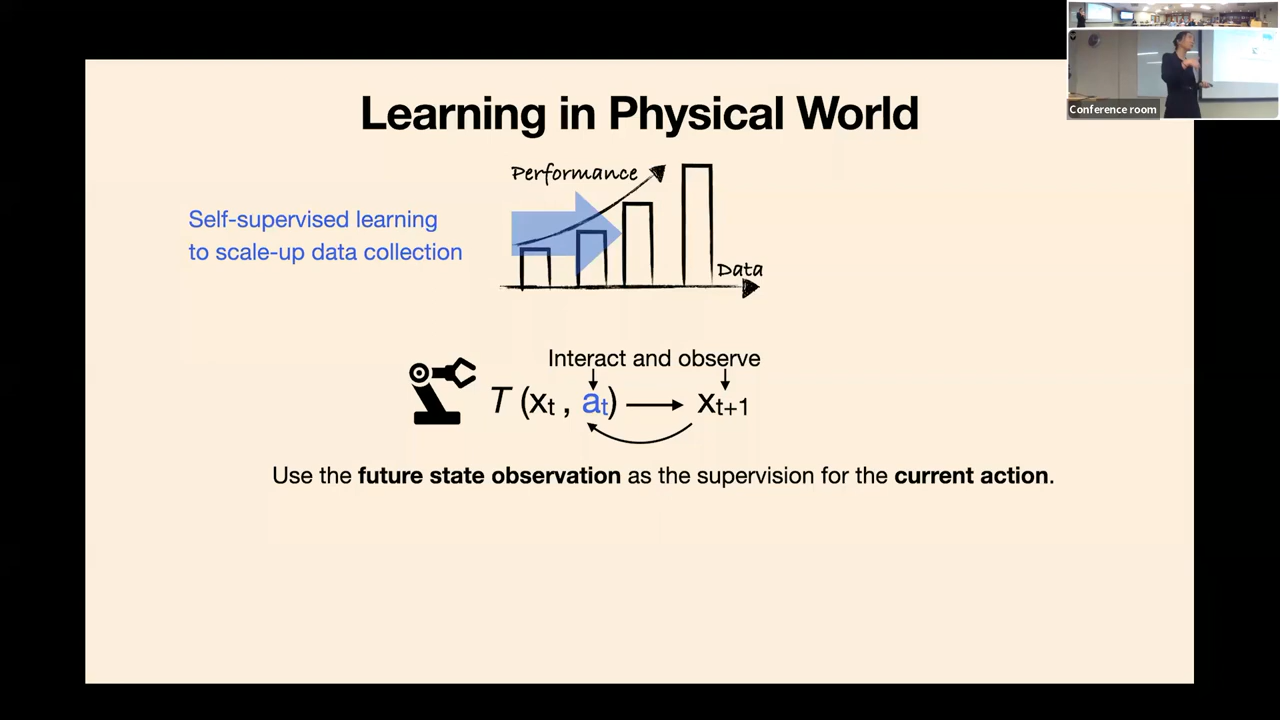 Conference room
Learning in Physical World
Performance
Self-supervised learning
to scale-up data collection
Data
Interact and observe
T (xt , at) → xt+1
Use the future state observation as the supervision for the current action.